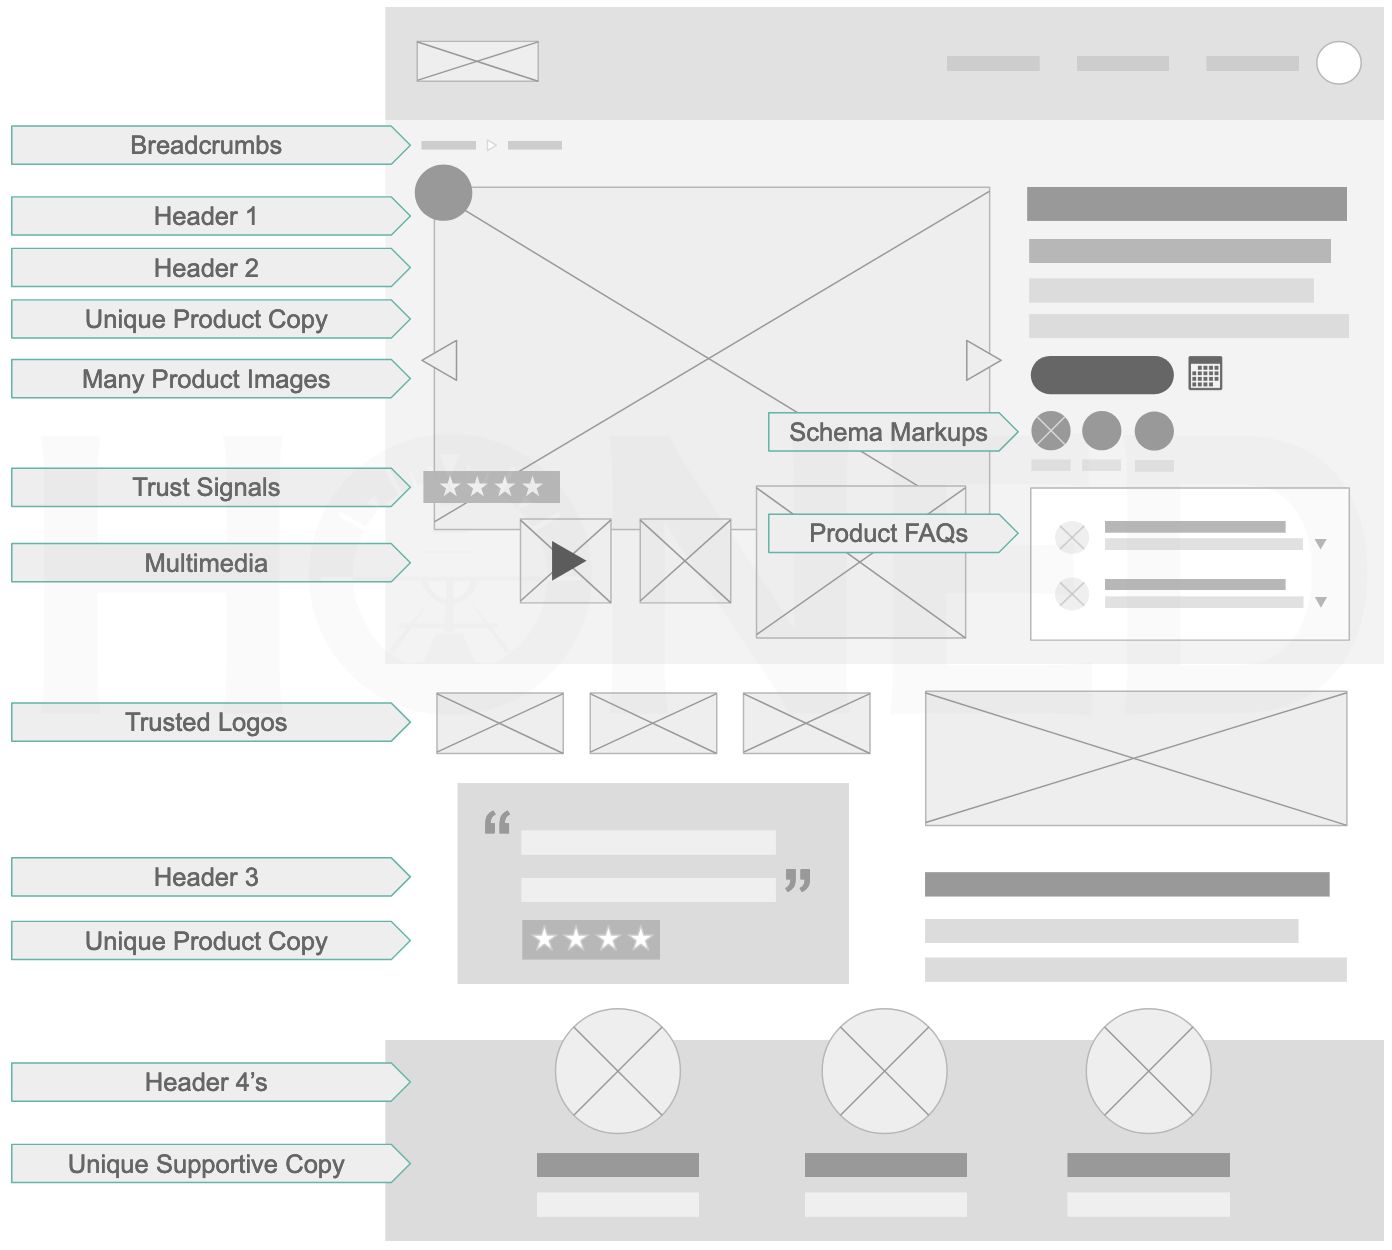 Breadcrumbs
Header 1
Header 2
Unique Product Copy
Many Product Images
Schema Markups
Trust Signals
Product FAQs
Multimedia
HONED
Trusted Logos
“
”
Header 3
Unique Product Copy
Header 4’s
Unique Supportive Copy